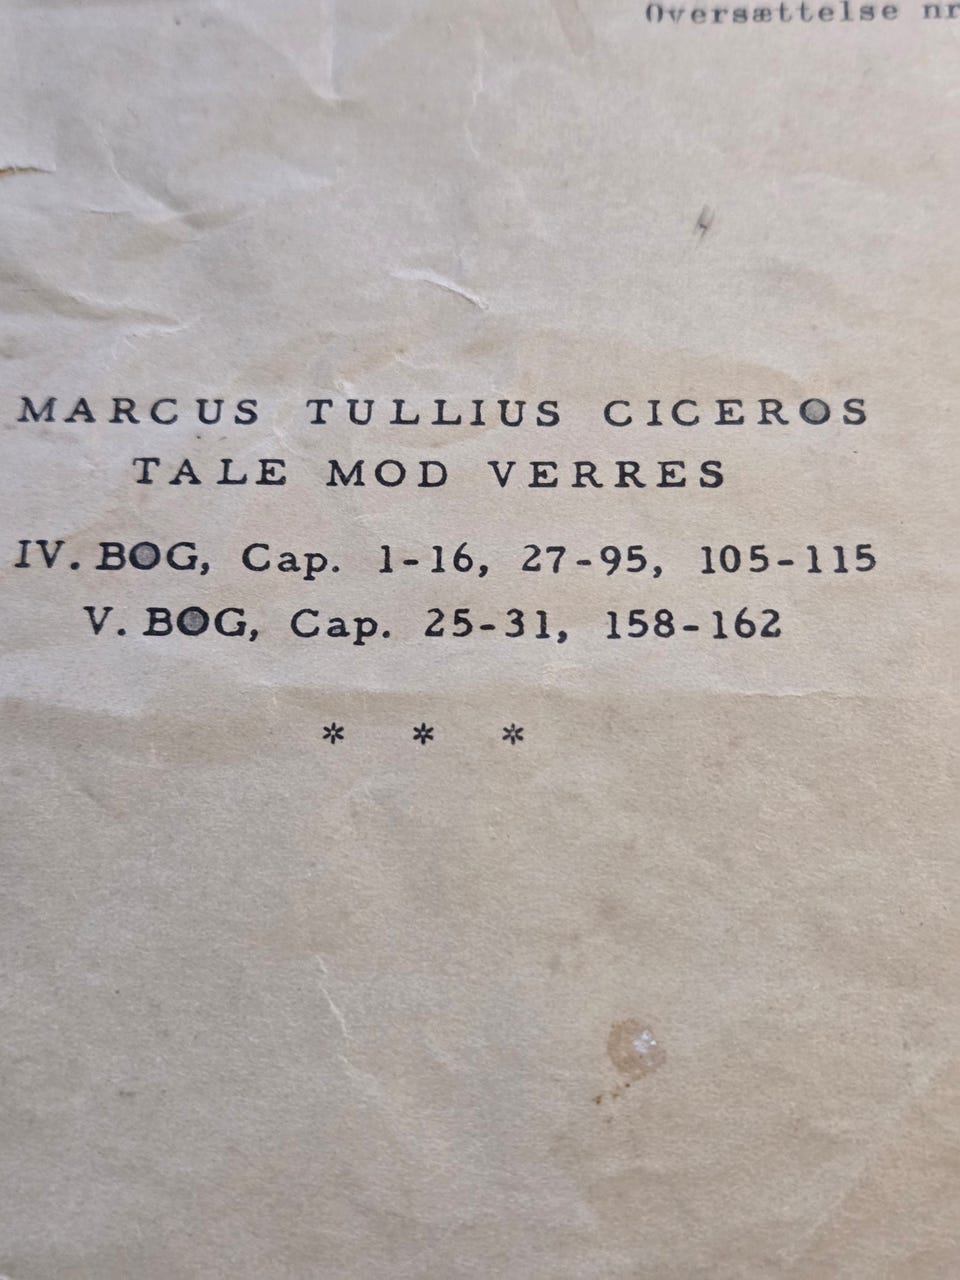 Oversættelse nr
MARCUS TULLIUS CICEROS
TALE MOD VERRES
IV. BOG, Cap. 1-16, 27-95, 105-115
V. BOG, Cap. 25-31, 158-162
* * *